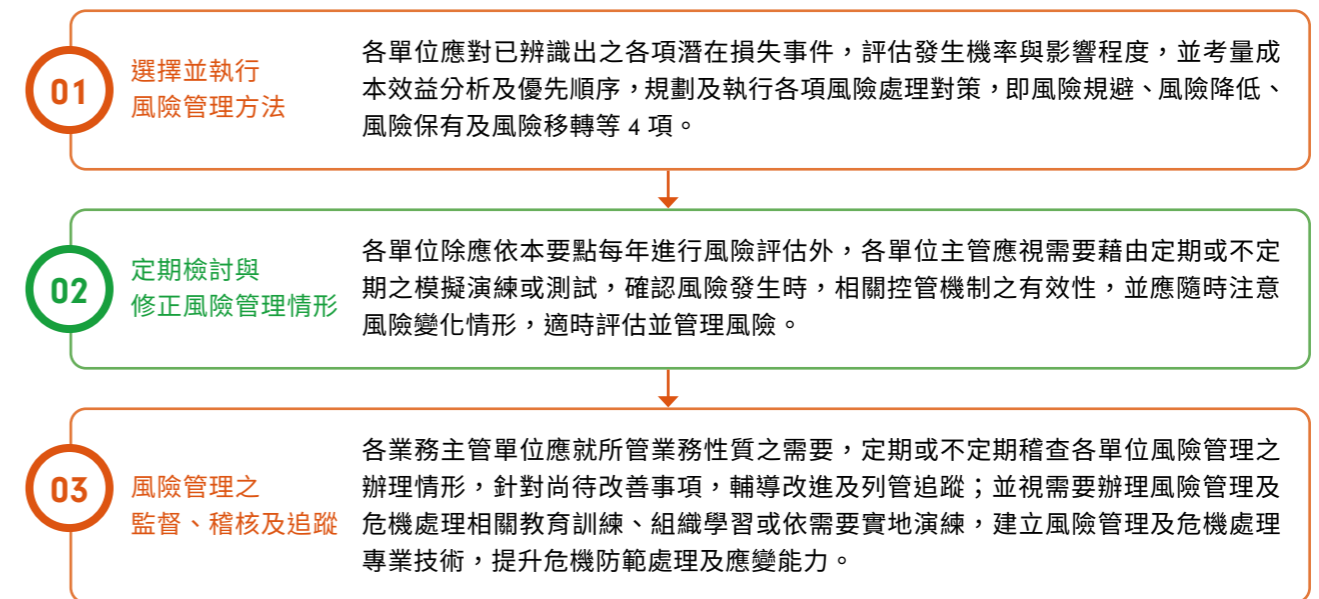 01
選擇並執行
風險管理方法
各單位應對已辨識出之各項潛在損失事件，評估發生機率與影響程度，並考量成
本效益分析及優先順序，規劃及執行各項風險處理對策，即風險規避、風險降低、
風險保有及風險移轉等 4 項。
02
定期檢討與
修正風險管理情形
各單位除應依本要點每年進行風險評估外，各單位主管應視需要藉由定期或不定
期之模擬演練或測試，確認風險發生時，相關控管機制之有效性，並應隨時注意
風險變化情形，適時評估並管理風險。
03
風險管理之
監督、稽核及追蹤
各業務主管單位應就所管業務性質之需要，定期或不定期稽查各單位風險管理之
辦理情形，針對尚待改善事項，輔導改進及列管追蹤；並視需要辦理風險管理及
危機處理相關教育訓練、組織學習或依需要實地演練，建立風險管理及危機處理
專業技術，提升危機防範處理及應變能力。